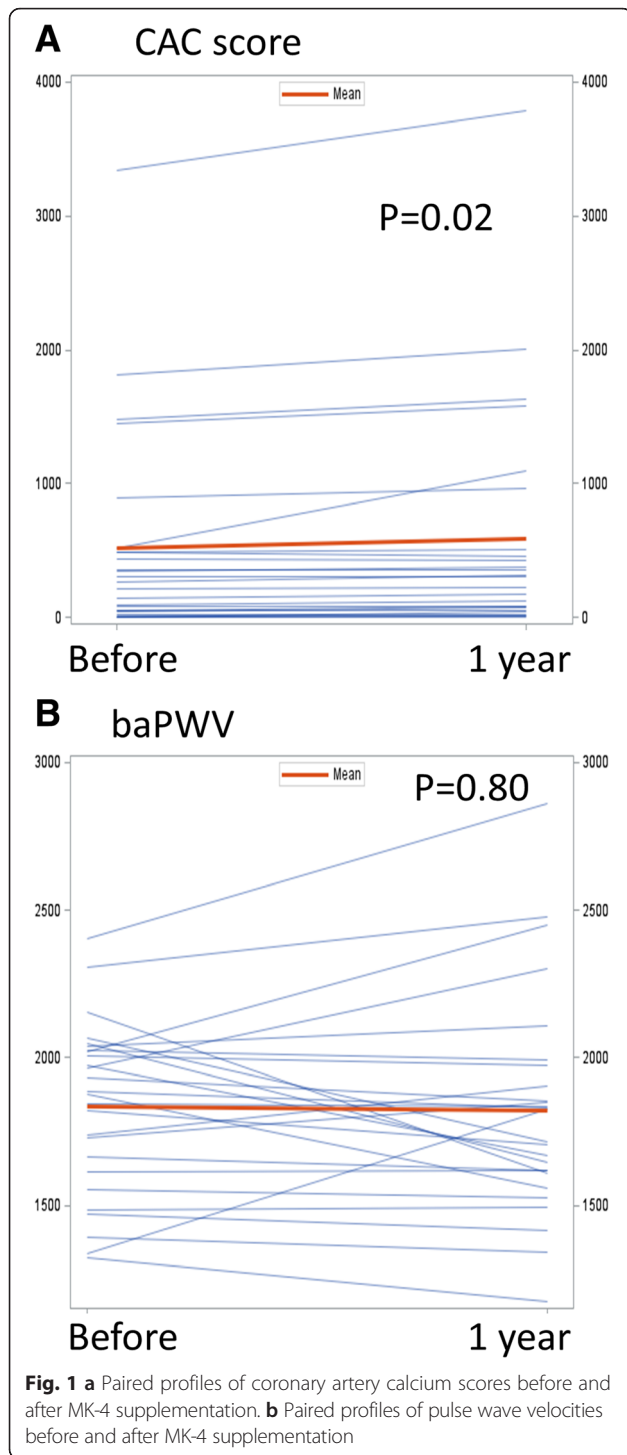 A CAC score
4000 4000
Mean
P=0.02
3000 3000
2000 2000
1000 1000
0 0
Before 1 year
B baPWV
3000 3000
Mean
P=0.80
2500 2500
2000 2000
1500 1500
Before 1 year
Fig. 1 a Paired profiles of coronary artery calcium scores before and
after MK-4 supplementation. b Paired profiles of pulse wave velocities
before and after MK-4 supplementation